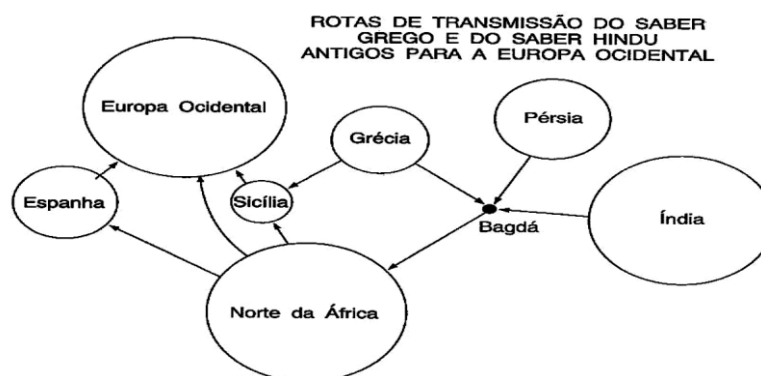 ROTAS DE TRANSMISSÃO DO SABER
GREGO E DO SABER HINDU
ANTIGOS PARA A EUROPA OCIDENTAL
Europa Ocidental
Grécia
Pérsia
Espanha
Sicília
Bagdá
Índia
Norte da África